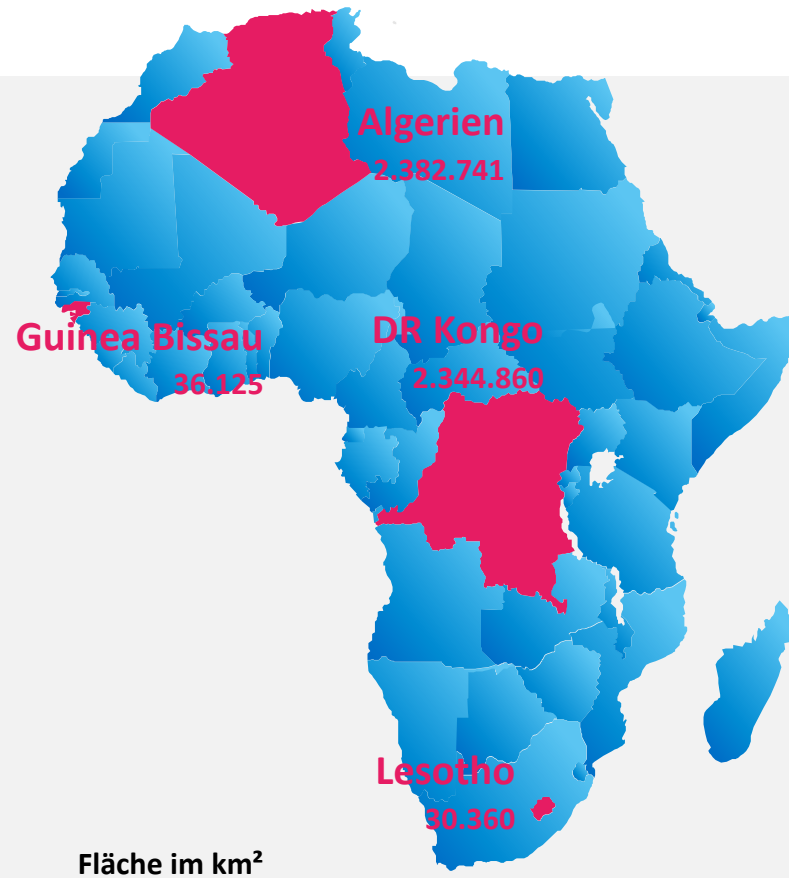 Algerien
2.382.741
Guinea Bissau
36.125
DR Kongo
2.344.860
Lesotho
30.360
Fläche im km²